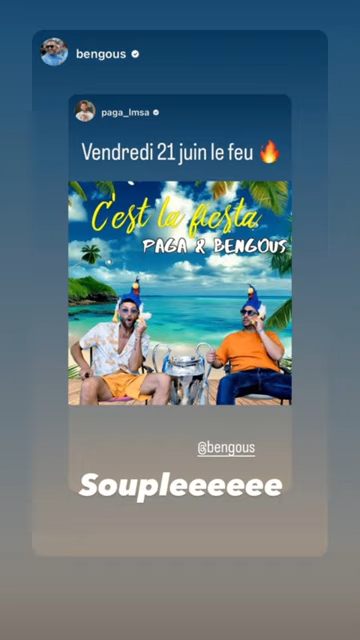 bengous
paga_lmsa
Vendredi 21 juin le feu 🔥
C'est la fiesta
PAGA & BENGOUS
@bengous
Soupleeeeee